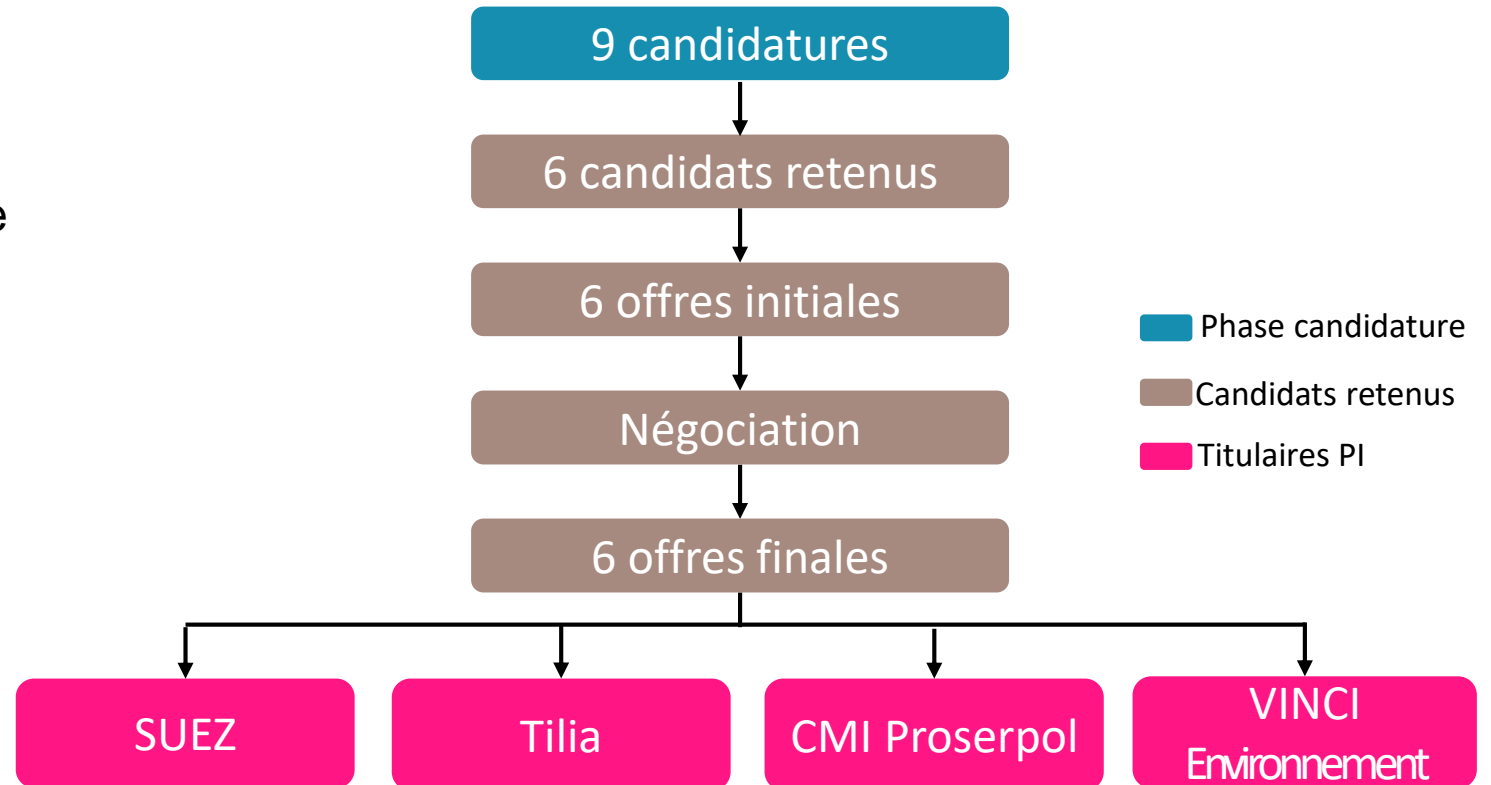 9 candidatures
6 candidats retenus
e
6 offres initiales
Phase candidature
Candidats retenus
Négociation
Titulaires PI
6 offres finales
SUEZ
Tilia
CMI Proserpol
VINCI
Environnement